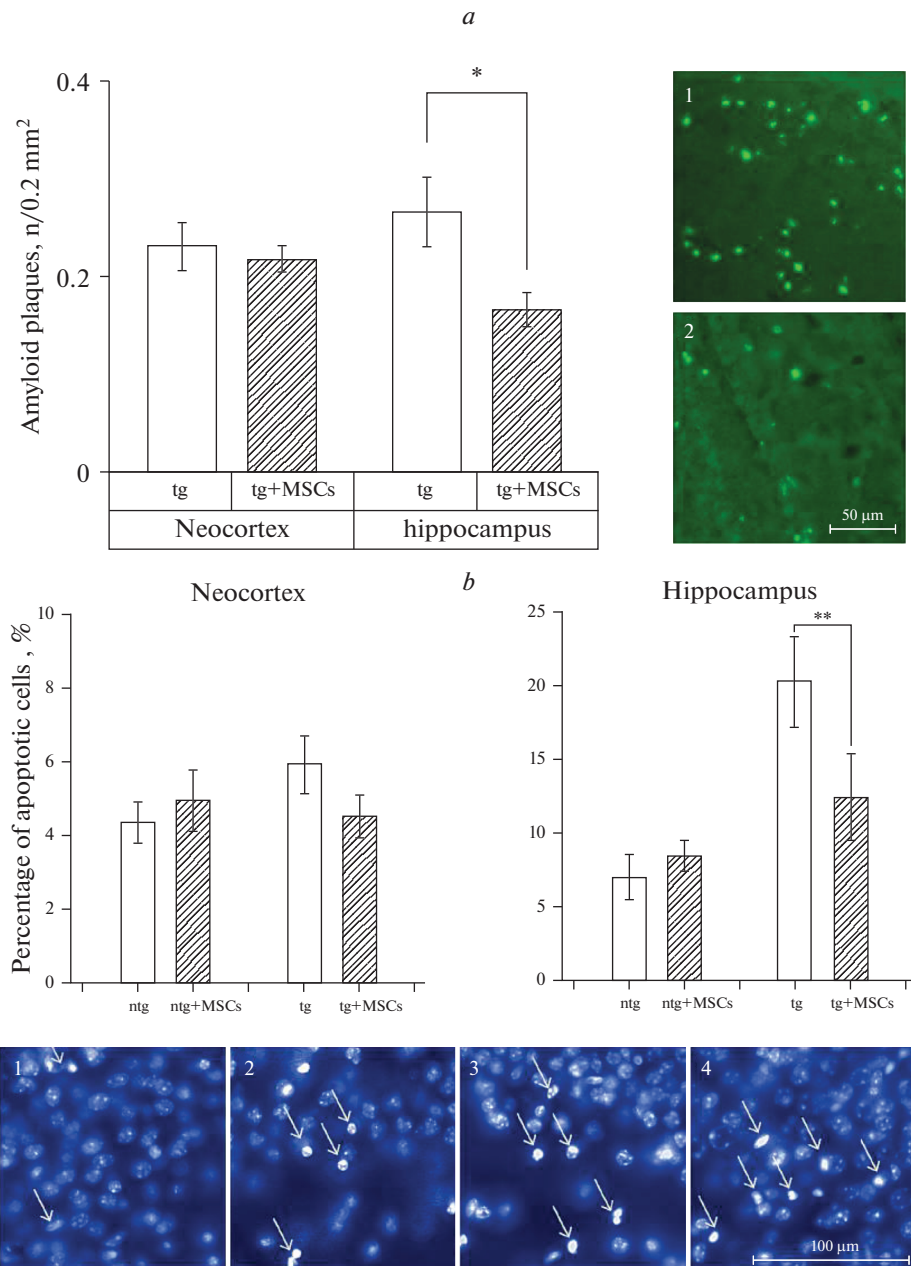 a
Amyloid plaques, n/0.2 mm²
0.4
0.2
0
*
tg
tg+MSCs
tg
tg+MSCs
Neocortex
hippocampus
1
2
50 µm
b
Neocortex
Percentage of apoptotic cells , %
10
8
6
4
2
0
ntg
ntg+MSCs
tg
tg+MSCs
Hippocampus
25
20
15
10
5
0
**
ntg
ntg+MSCs
tg
tg+MSCs
1
2
3
4
100 µm